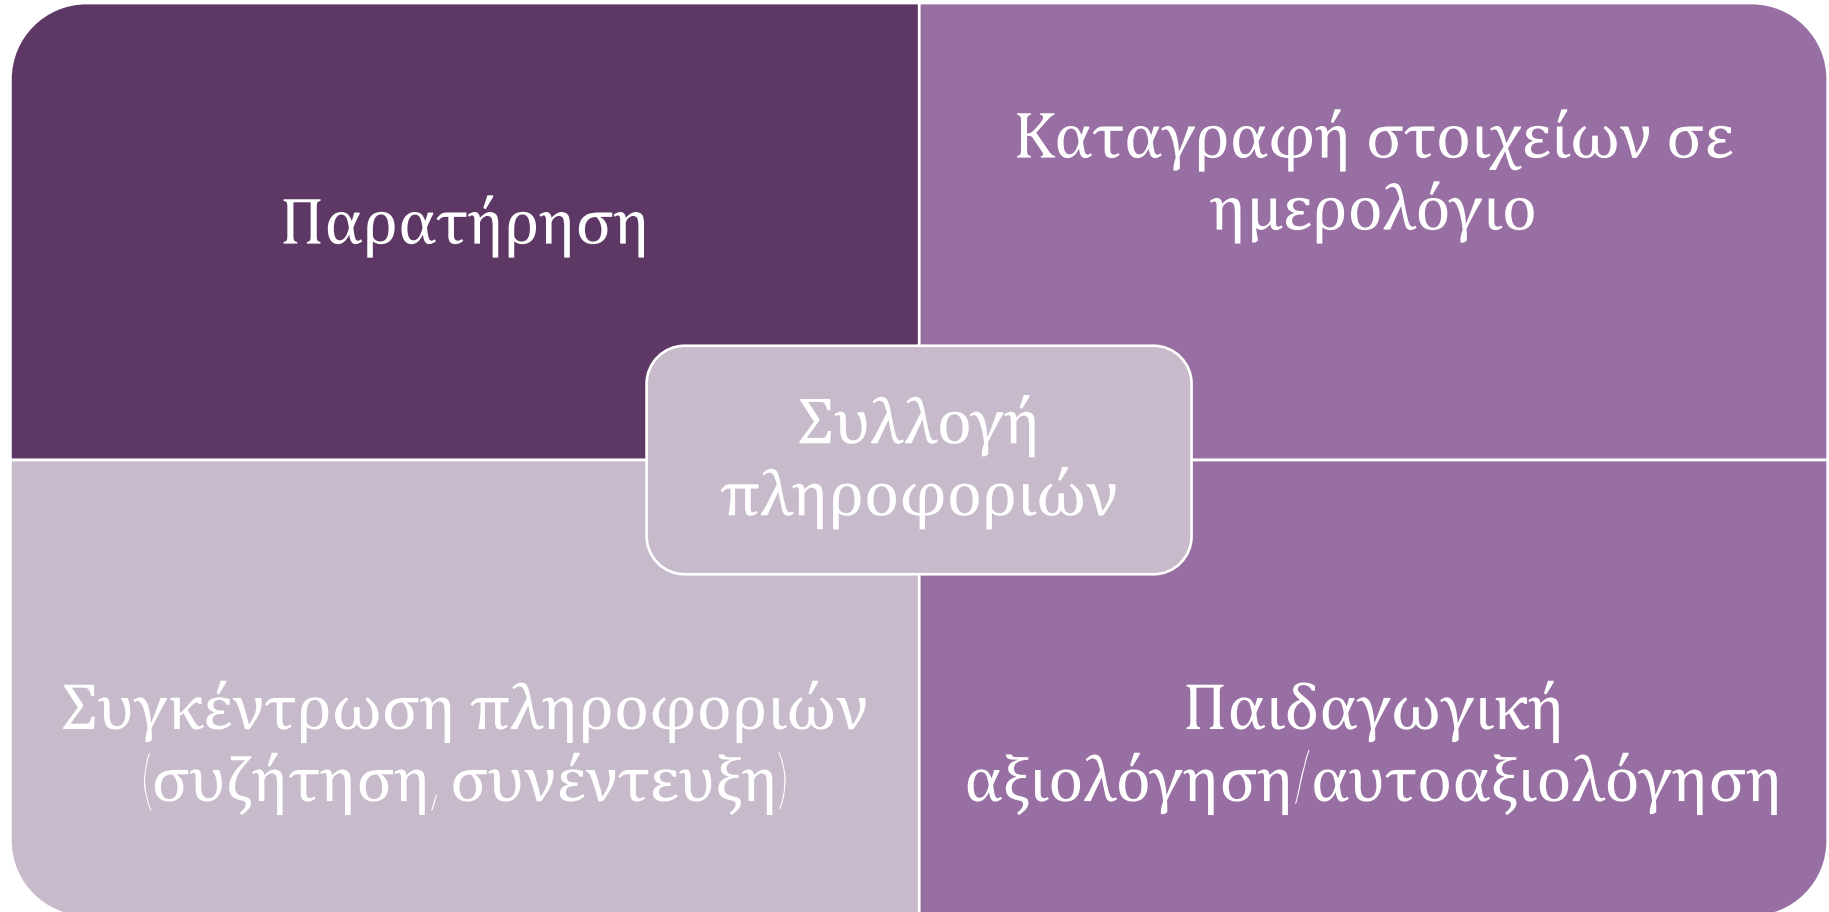 Παρατήρηση
Καταγραφή στοιχείων σε
ημερολόγιο
Συλλογή
πληροφοριών
Συγκέντρωση πληροφοριών
(συζήτηση, συνέντευξη)
Παιδαγωγική
αξιολόγηση/αυτοαξιολόγηση